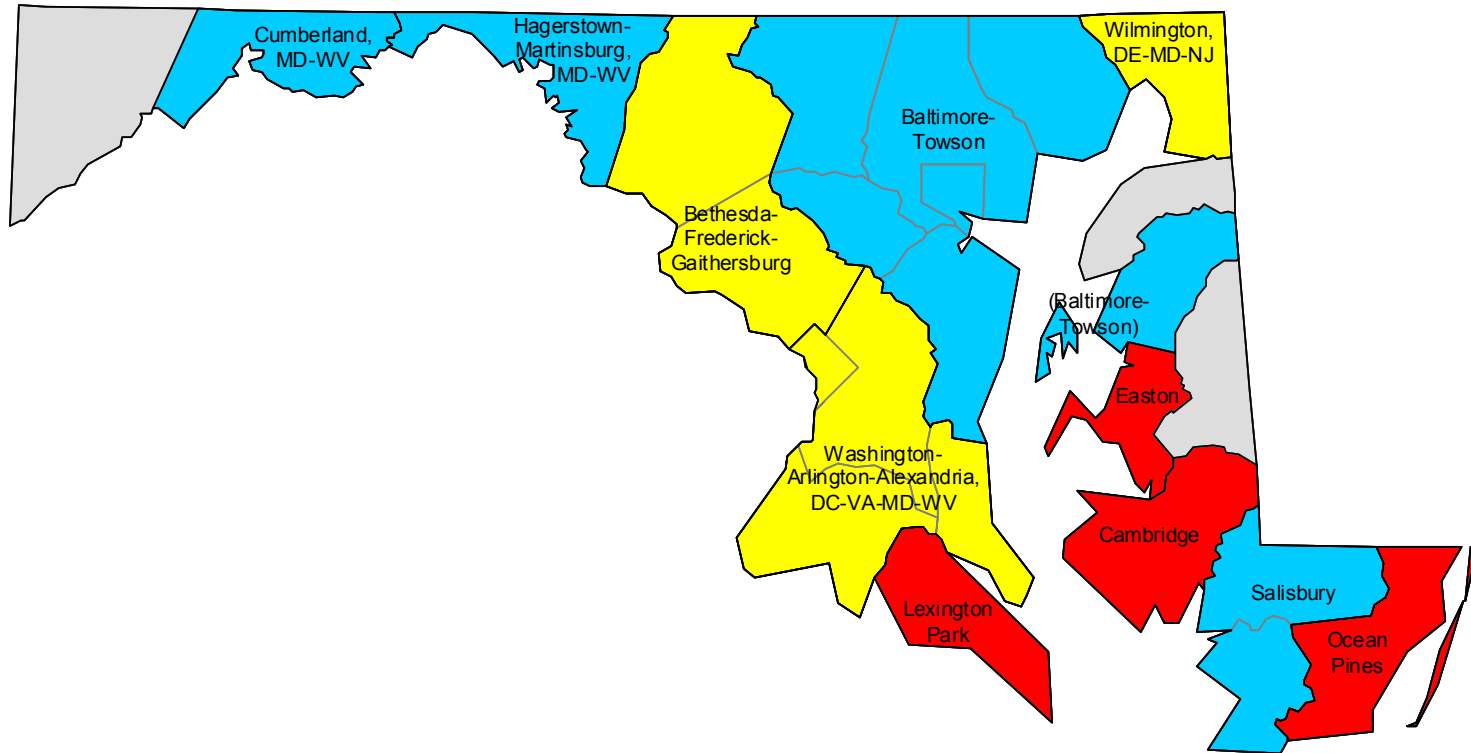 Cumberland,
MD-WV
Hagerstown-
Martinsburg,
MD-WV
Wilmington,
DE-MD-NJ
Baltimore-
Towson
Bethesda-
Frederick-
Gaithersburg
(Baltimore-
Towson)
Easton
Washington-
Arlington-Alexandria,
DC-VA-MD-WV
Cambridge
Lexington
Park
Salisbury
Ocean
Pines